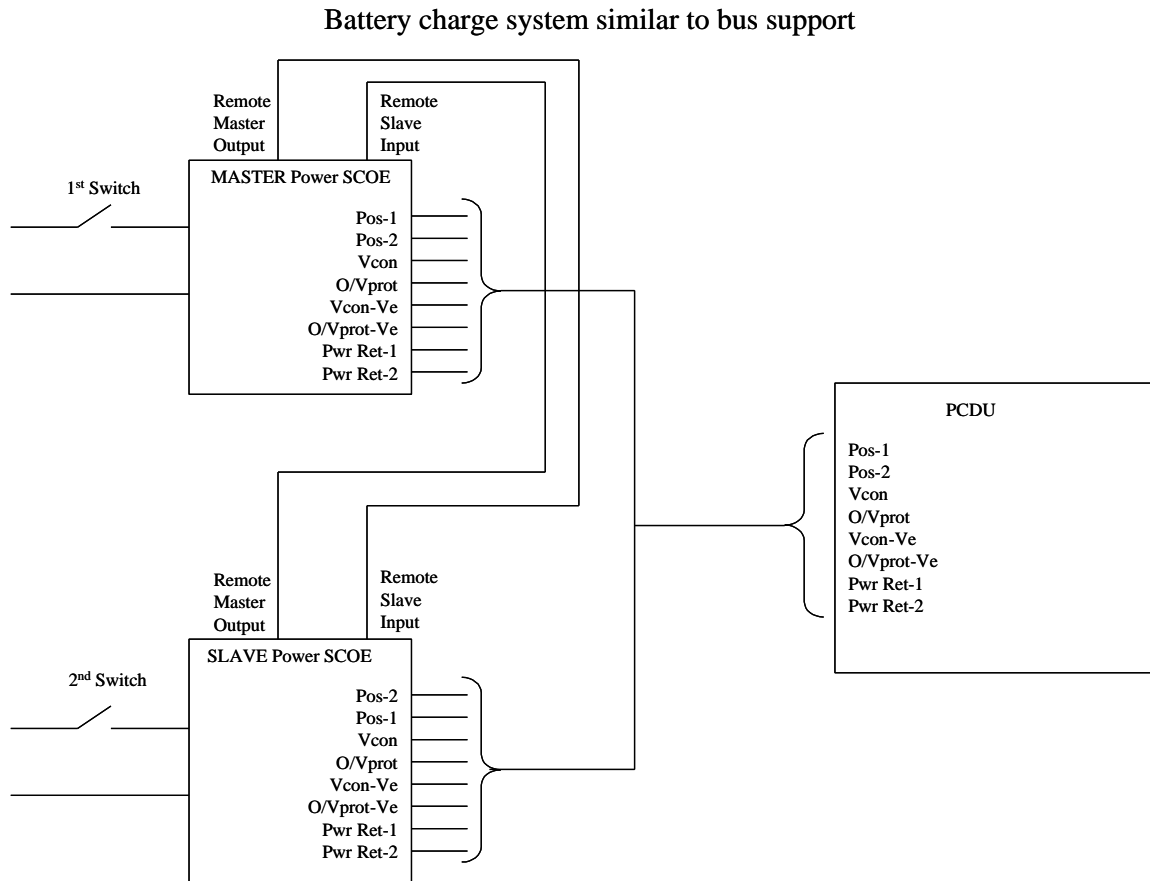 Battery charge system similar to bus support
Remote
Master
Output
Remote
Slave
Input
1st Switch
MASTER Power SCOE
Pos-1
Pos-2
Vcon
O/Vprot
Vcon-Ve
O/Vprot-Ve
Pwr Ret-1
Pwr Ret-2
PCDU
Pos-1
Pos-2
Vcon
O/Vprot
Vcon-Ve
O/Vprot-Ve
Pwr Ret-1
Pwr Ret-2
Remote
Master
Output
Remote
Slave
Input
2nd Switch
SLAVE Power SCOE
Pos-2
Pos-1
Vcon
O/Vprot
Vcon-Ve
O/Vprot-Ve
Pwr Ret-1
Pwr Ret-2